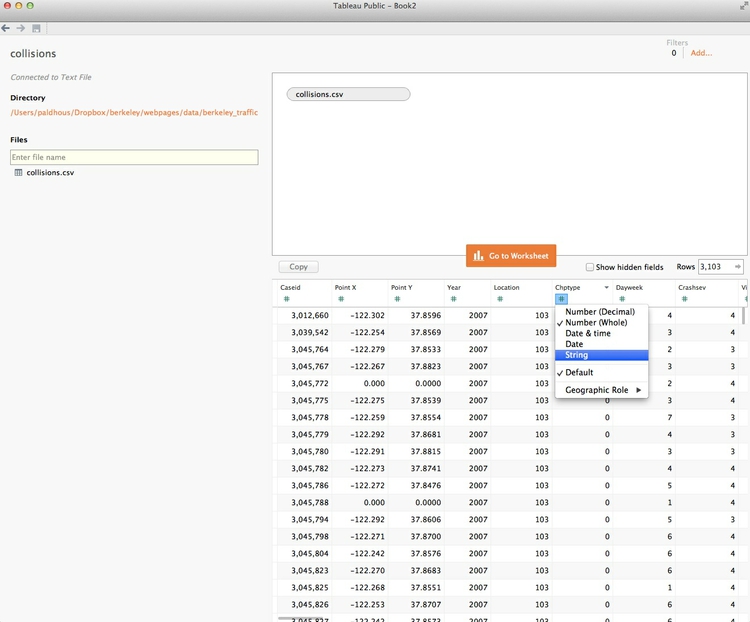 Tableau Public - Book2
collisions
Connected to Text File
Directory
/Users/paldhous/Dropbox/berkeley/webpages/data/berkeley_traffic
Files
Enter file name
collisions.csv
Filters
0 Add...
collisions.csv
Go to Worksheet
Copy
Show hidden fields Rows 3,103
Caseid Point X Point Y Year Location Chptype Dayweek Crashsev
# # # # # # # #
3,012,660 -122.302 37.8596 2007 103 4 4
3,039,542 -122.254 37.8569 2007 103 3 4
3,045,764 -122.279 37.8533 2007 103 2 3
3,045,767 -122.267 37.8823 2007 103 3 3
3,045,772 0.000 0.0000 2007 103 2 4
3,045,775 -122.275 37.8539 2007 103 0 3 4
3,045,778 -122.259 37.8554 2007 103 0 7 3
3,045,779 -122.292 37.8681 2007 103 0 4 3
3,045,780 -122.291 37.8815 2007 103 0 3 3
3,045,782 -122.273 37.8741 2007 103 0 4 4
3,045,786 -122.272 37.8476 2007 103 0 5 4
3,045,788 0.000 0.0000 2007 103 0 1 4
3,045,794 -122.292 37.8606 2007 103 0 5 3
3,045,798 -122.271 37.8700 2007 103 0 6 4
3,045,804 -122.242 37.8576 2007 103 0 6 4
3,045,823 -122.270 37.8683 2007 103 0 6 4
3,045,825 -122.268 37.8551 2007 103 0 1 4
3,045,826 -122.253 37.8707 2007 103 0 6 4
Number (Decimal)
Number (Whole)
Date & time
Date
String
Default
Geographic Role